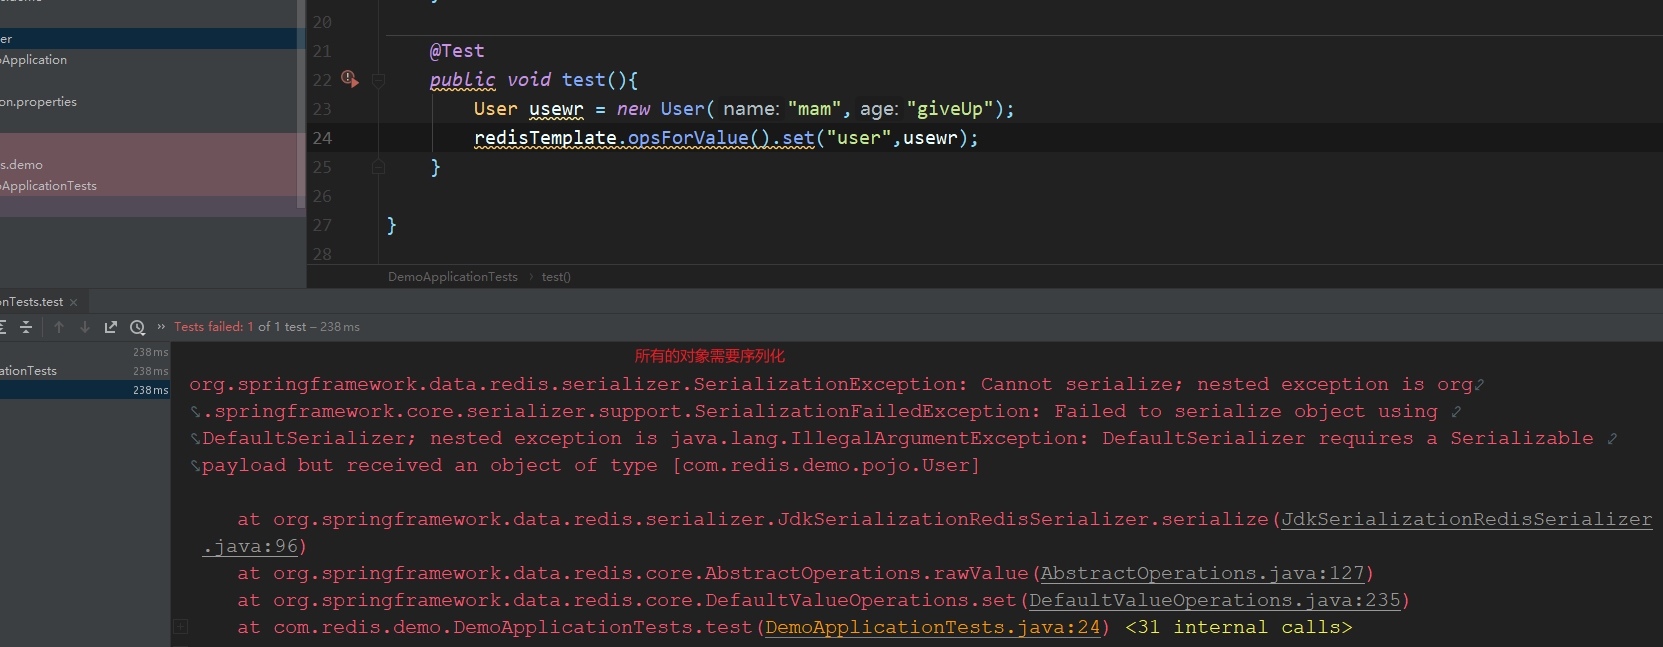 er
Application
on.properties
s.demo
ApplicationTests
20
21 @Test
22 public void test(){
23 User usewr = new User( name: "mam", age: "giveUp");
24 redisTemplate.opsForValue().set("user",usewr);
25 }
26
27 }
28
DemoApplicationTests › test()
onTests.test ×
» Tests failed: 1 of 1 test – 238 ms
238 ms
ationTests 238 ms
238 ms
所有的对象需要序列化
org.springframework.data.redis.serializer.SerializationException: Cannot serialize; nested exception is org
.springframework.core.serializer.support.SerializationFailedException: Failed to serialize object using
DefaultSerializer; nested exception is java.lang.IllegalArgumentException: DefaultSerializer requires a Serializable
payload but received an object of type [com.redis.demo.pojo.User]
at org.springframework.data.redis.serializer.JdkSerializationRedisSerializer.serialize(JdkSerializationRedisSerializer
.java:96)
at org.springframework.data.redis.core.AbstractOperations.rawValue(AbstractOperations.java:127)
at org.springframework.data.redis.core.DefaultValueOperations.set(DefaultValueOperations.java:235)
at com.redis.demo.DemoApplicationTests.test(DemoApplicationTests.java:24) <31 internal calls>